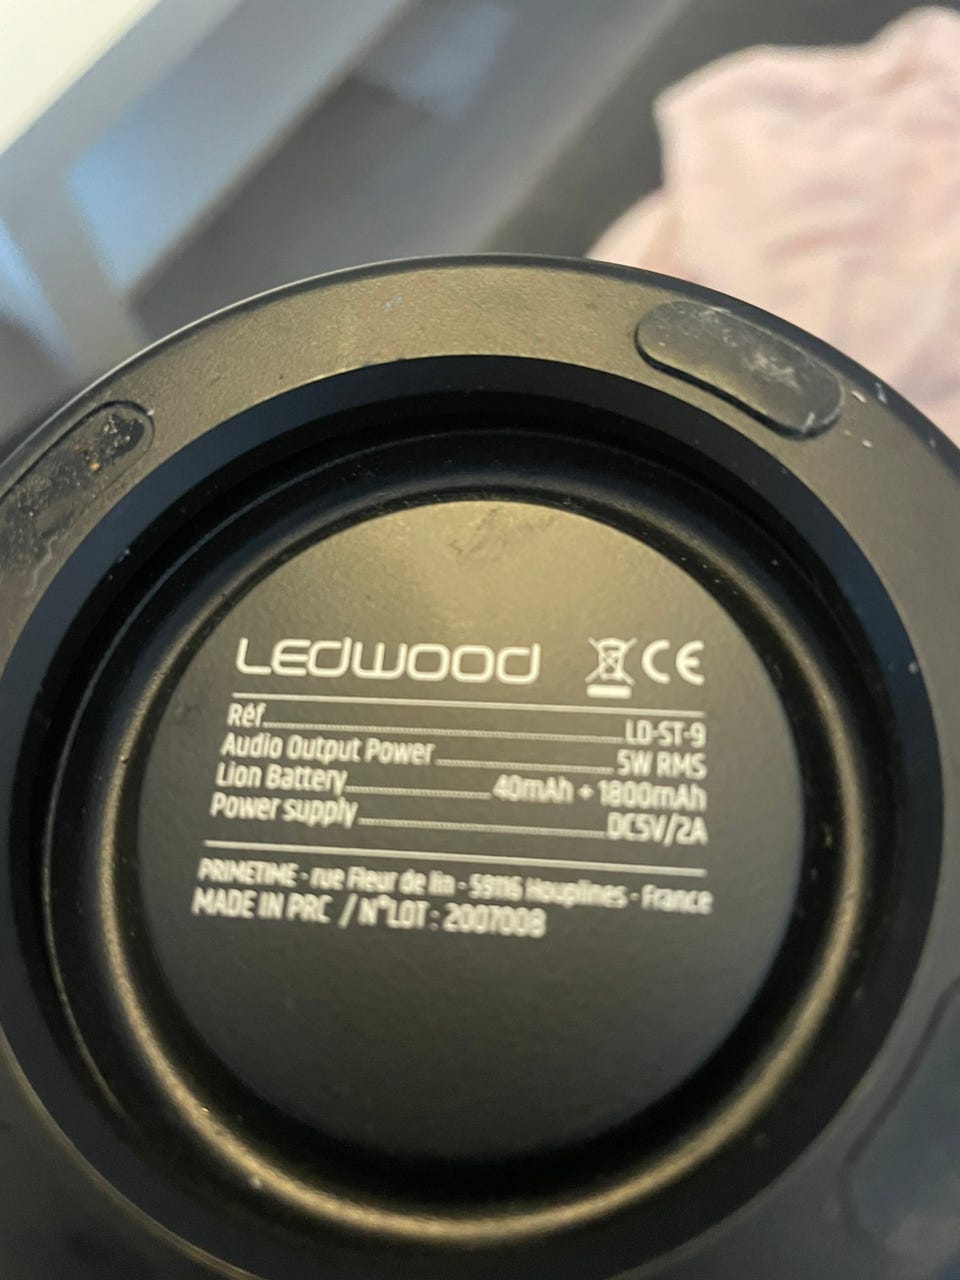 LEDWOOD CE
Réf. LD-ST-9
Audio Output Power 5W RMS
Lion Battery 40mAh + 1800mAh
Power supply DC5V/2A
PRIMETIME - rue Fleur de lin - 59116 Houplines - France
MADE IN PRC / N°LOT : 2007008